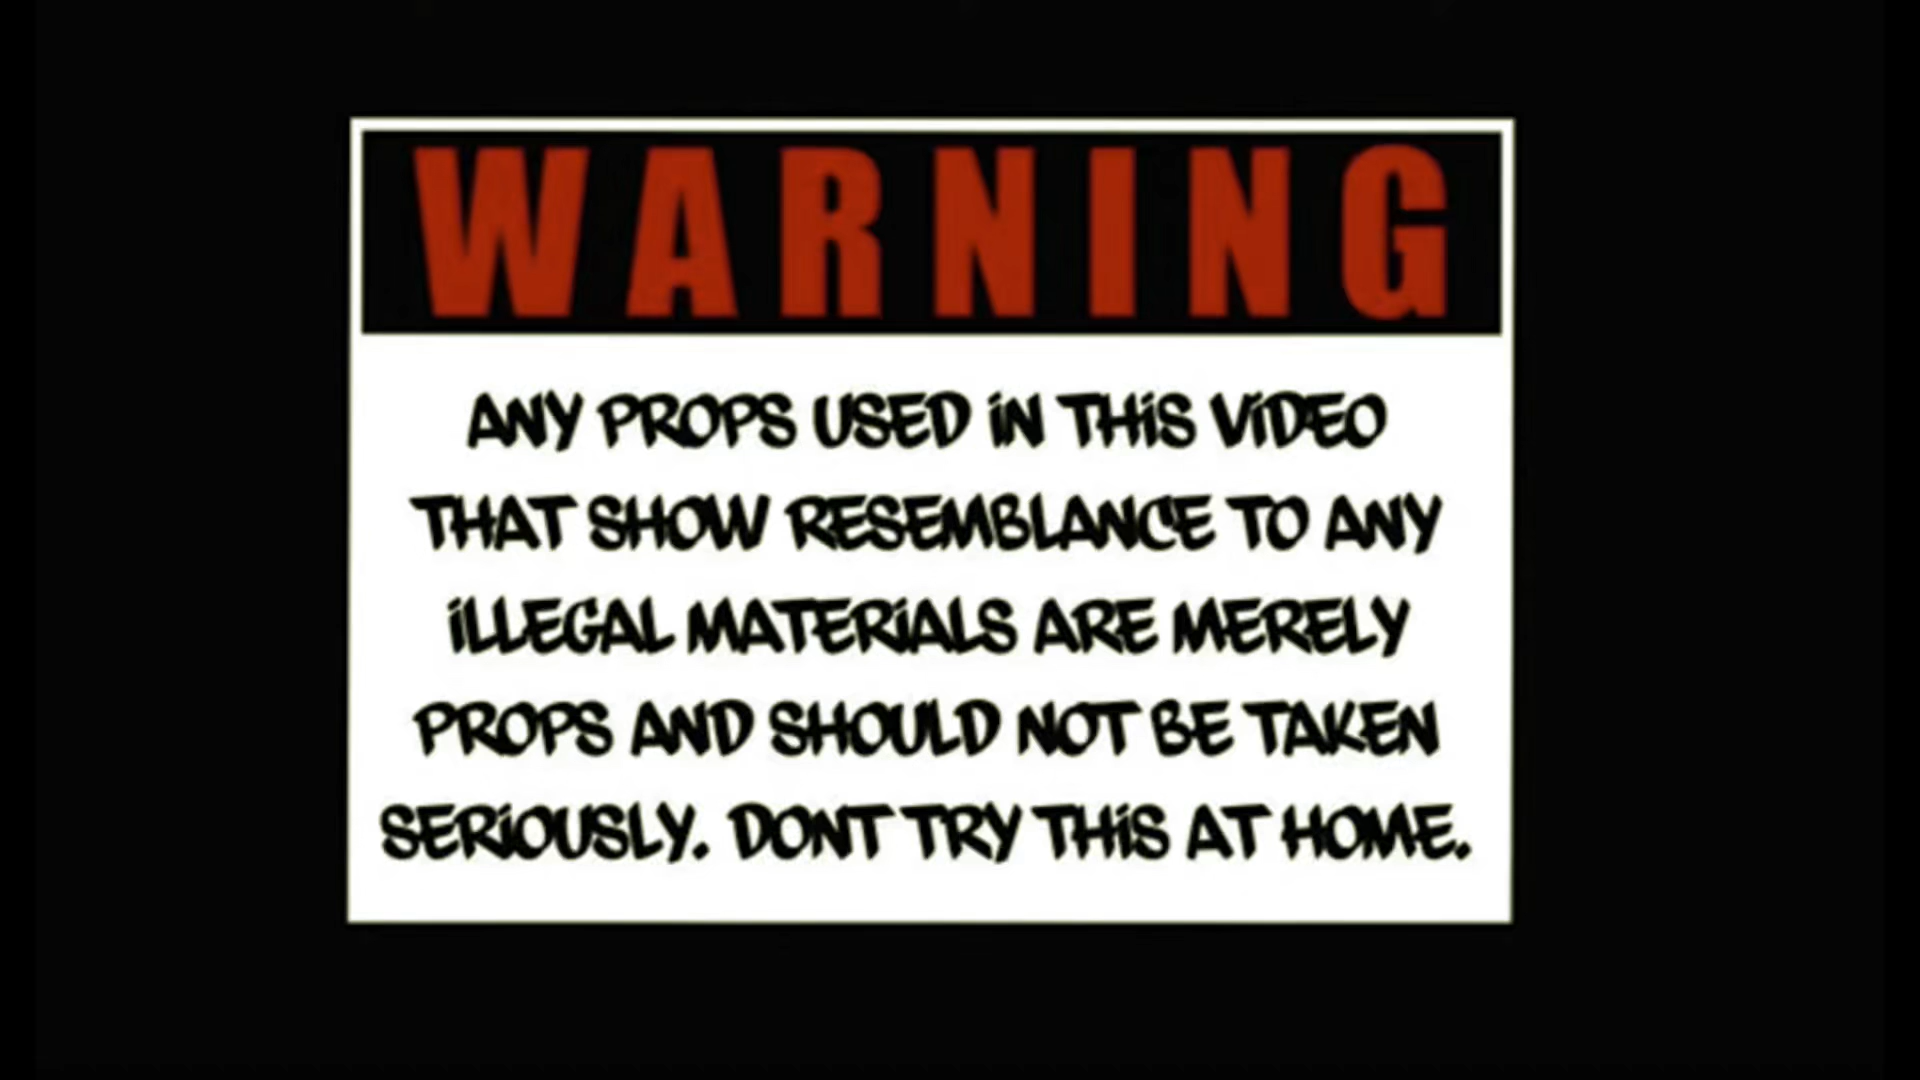 WARNING
ANY PROPS USED iN THiS ViDEO
THAT SHOW RESEMBLANCE TO ANY
iLLEGAL MATERiALS ARE MERELY
PROPS AND SHOULD NOT BE TAKEN
SERiOUSLY. DONT TRY THiS AT HOME.